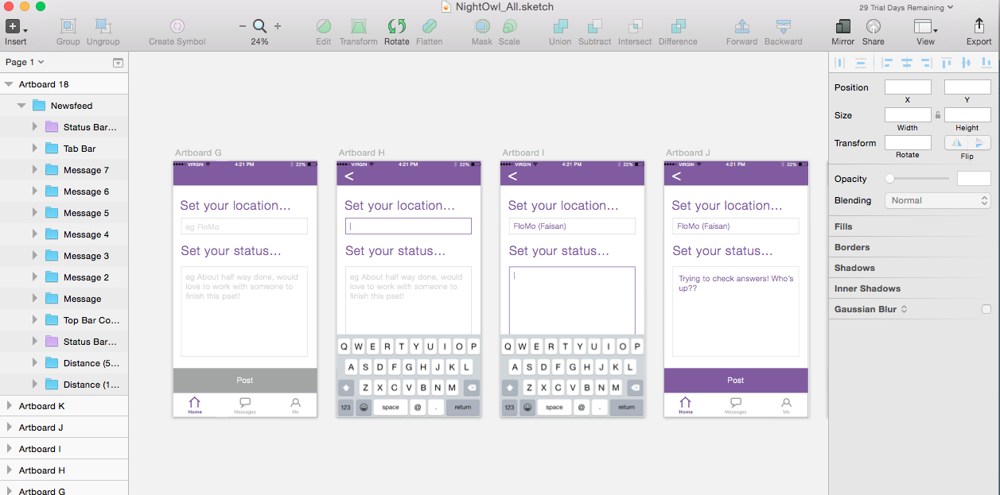 NightOwl_All.sketch
29 Trial Days Remaining
Insert
Group
Ungroup
Create Symbol
24%
Edit
Transform
Rotate
Flatten
Mask
Scale
Union
Subtract
Intersect
Difference
Forward
Backward
Mirror
Share
View
Export
Page 1
Artboard 18
Newsfeed
Status Bar...
Tab Bar
Message 7
Message 6
Message 5
Message 4
Message 3
Message 2
Message
Top Bar Co...
Status Bar...
Distance (5...
Distance (1...
Artboard K
Artboard J
Artboard I
Artboard H
Artboard G
Artboard G
VIRGIN 4:21 PM 22%
Set your location...
eg FloMo
Set your status...
eg About half way done, would
love to work with someone to
finish this pset!
Post
Home Messages Me
Artboard H
VIRGIN 4:21 PM 22%
<
Set your location...
Set your status...
eg About half way done, would
love to work with someone to
finish this pset!
Q W E R T Y U I O P
A S D F G H J K L
Z X C V B N M
123 space @ . return
Artboard I
VIRGIN 4:21 PM 22%
<
Set your location...
FloMo (Faisan)
Set your status...
Q W E R T Y U I O P
A S D F G H J K L
Z X C V B N M
123 space @ . return
Artboard J
VIRGIN 4:21 PM 22%
<
Set your location...
FloMo (Faisan)
Set your status...
Trying to check answers! Who's
up??
Post
Home Messages Me
Position
X Y
Size
Width Height
Transform
Rotate Flip
Opacity
Blending Normal
Fills
Borders
Shadows
Inner Shadows
Gaussian Blur